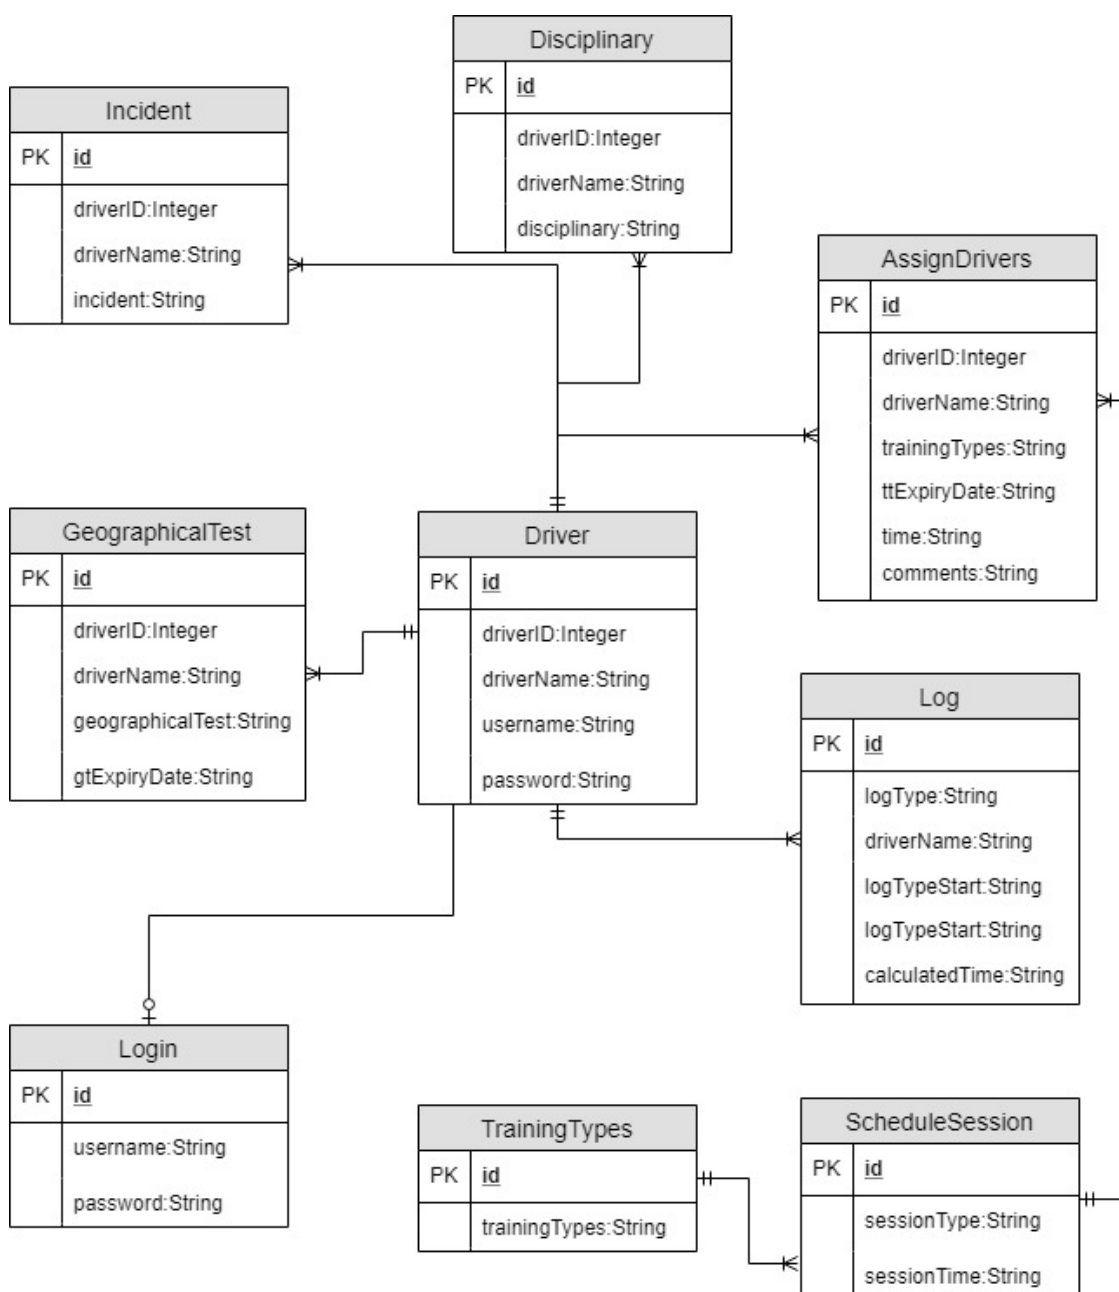 Disciplinary
PK id
driverID:Integer
driverName:String
disciplinary:String
Incident
PK id
driverID:Integer
driverName:String
incident:String
AssignDrivers
PK id
driverID:Integer
driverName:String
trainingTypes:String
ttExpiryDate:String
time:String
comments:String
GeographicalTest
PK id
driverID:Integer
driverName:String
geographicalTest:String
gtExpiryDate:String
Driver
PK id
driverID:Integer
driverName:String
username:String
password:String
Log
PK id
logType:String
driverName:String
logTypeStart:String
logTypeStart:String
calculatedTime:String
Login
PK id
username:String
password:String
TrainingTypes
PK id
trainingTypes:String
ScheduleSession
PK id
sessionType:String
sessionTime:String